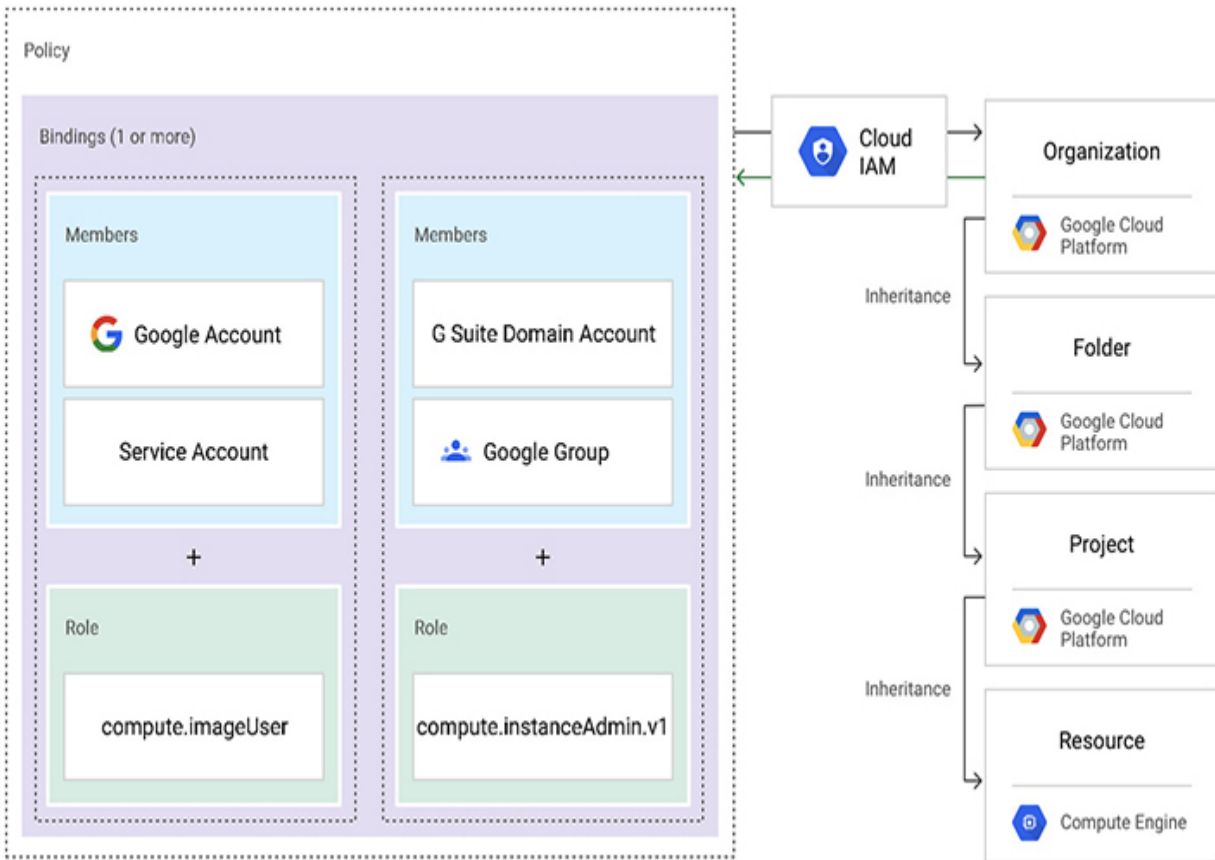 Policy
Bindings (1 or more)
Members
Google Account
Service Account
+
Role
compute.imageUser
Members
G Suite Domain Account
Google Group
+
Role
compute.instanceAdmin.v1
Cloud
IAM
Organization
Google Cloud
Platform
Inheritance
Folder
Google Cloud
Platform
Inheritance
Project
Google Cloud
Platform
Inheritance
Resource
Compute Engine